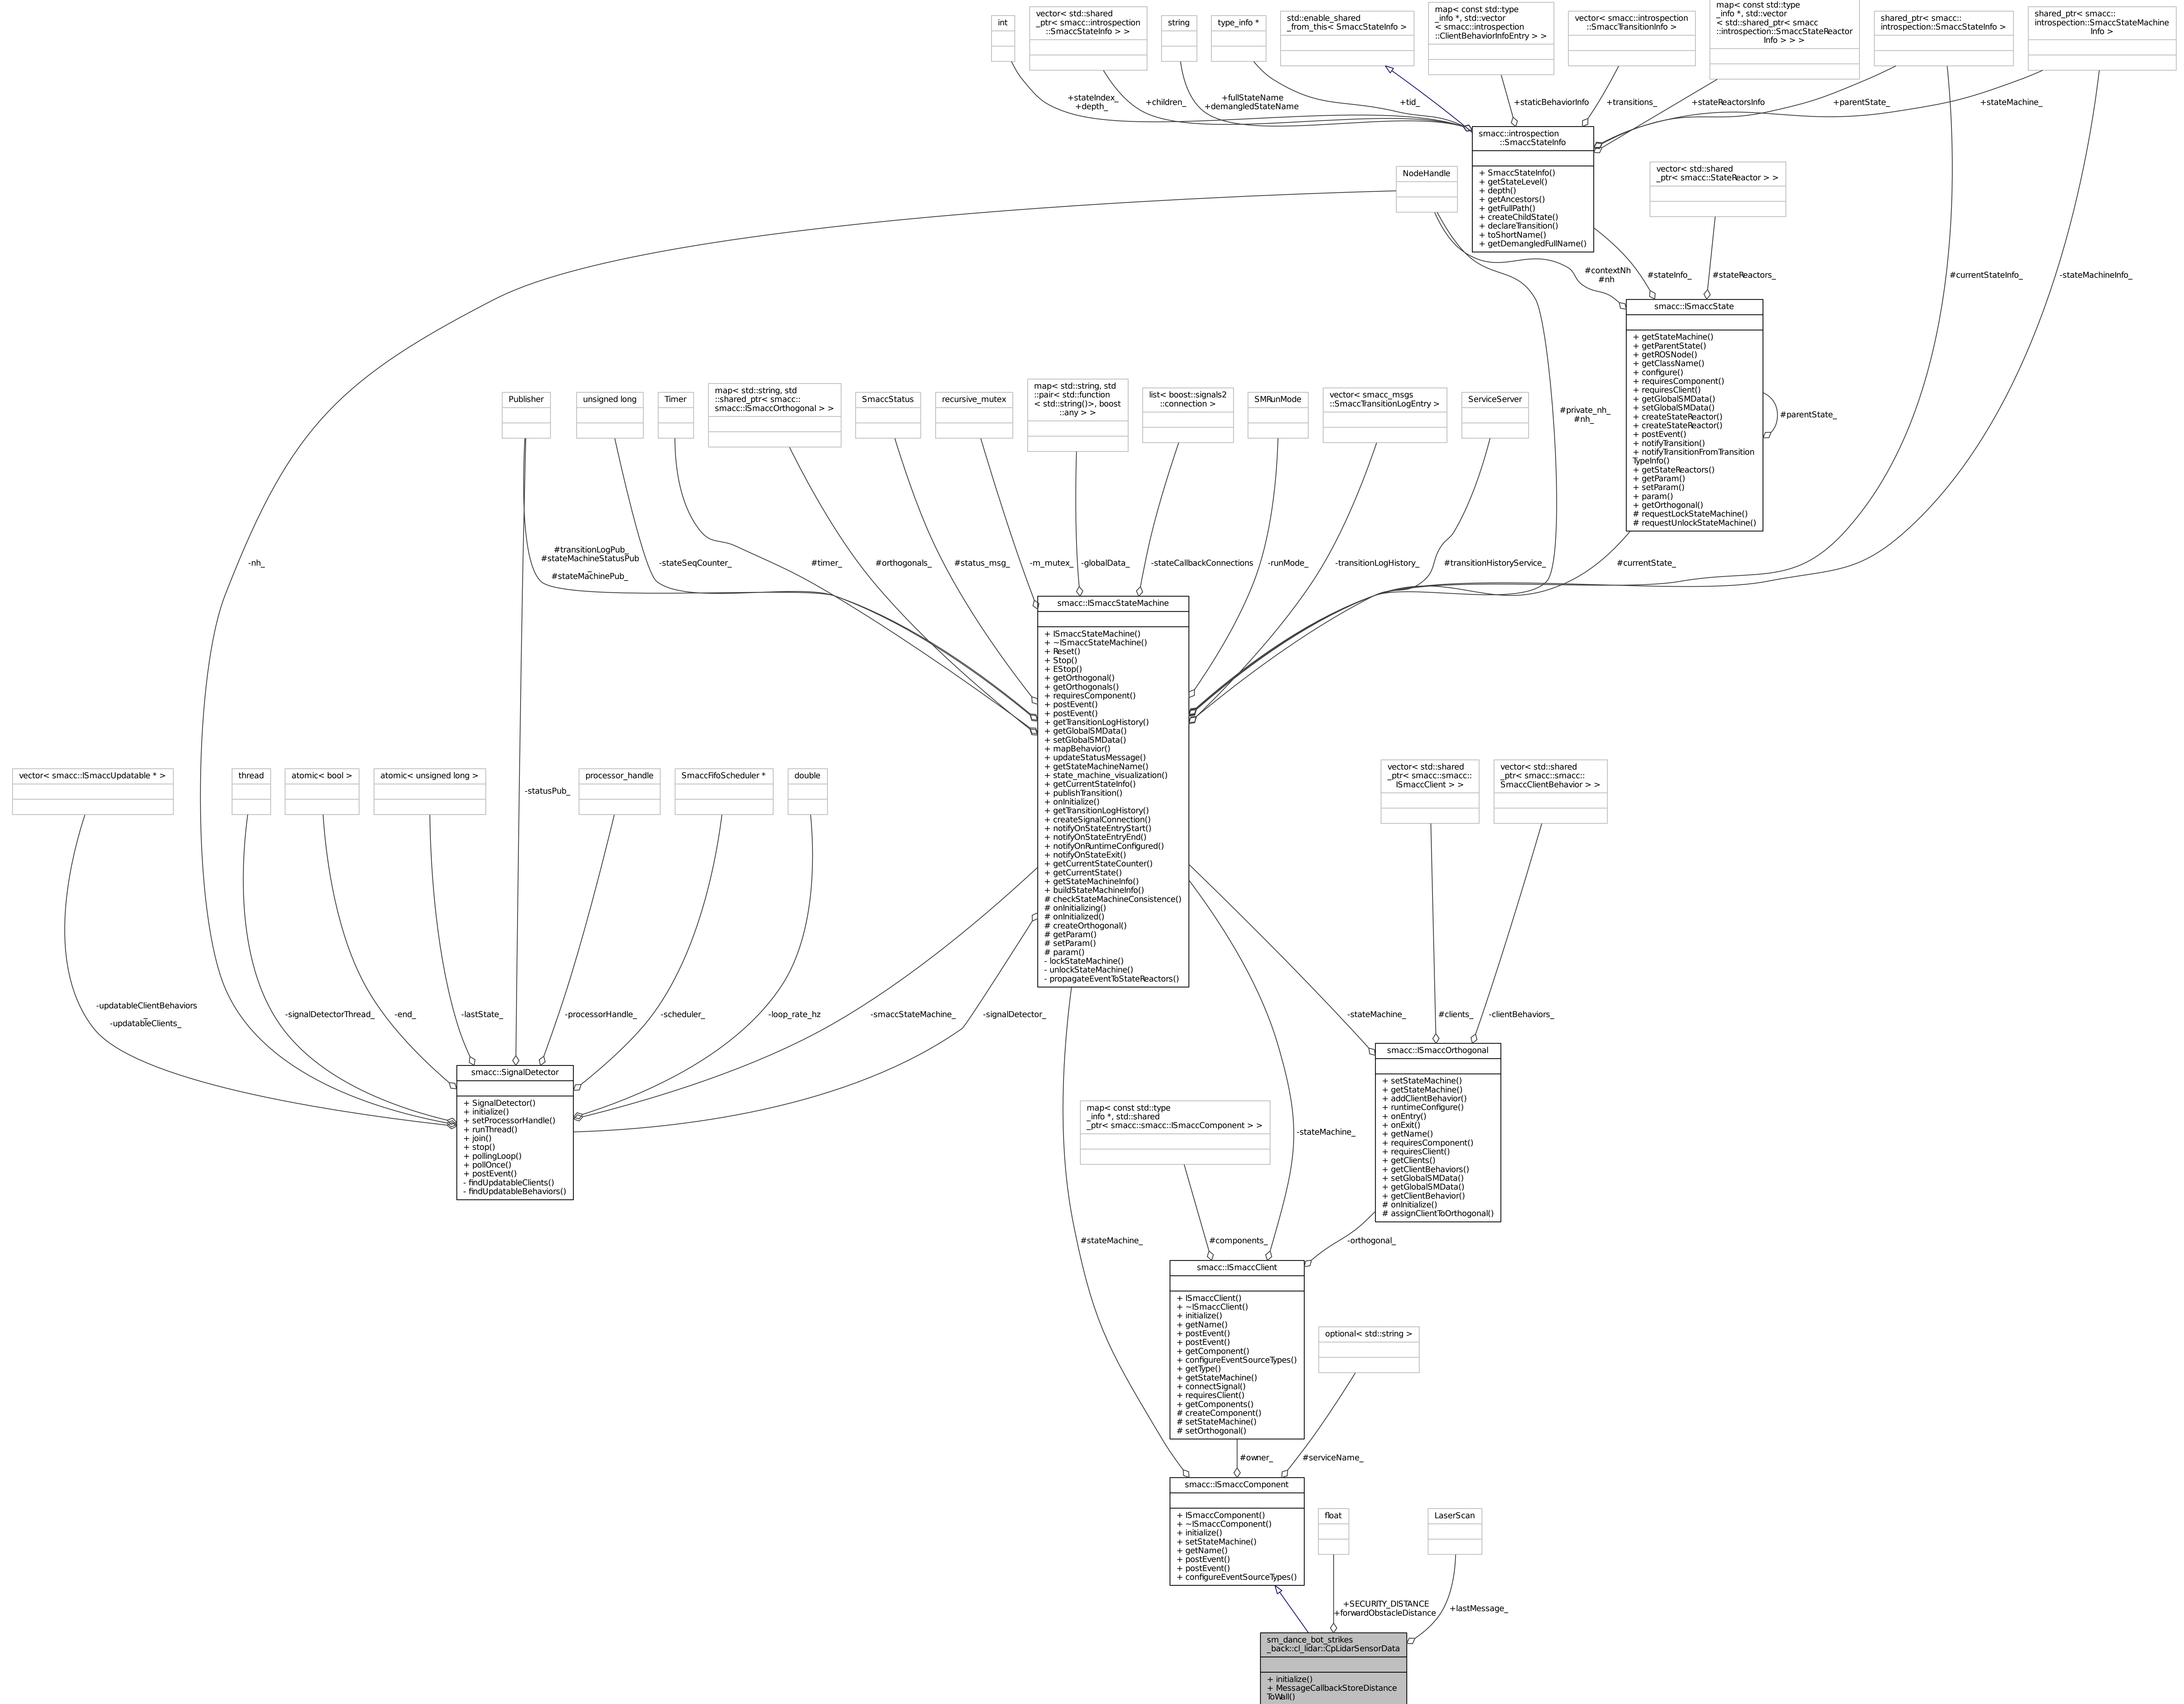 int
vector< std::shared
_ptr< smacc::introspection
::SmaccStateInfo > >
string
type_info *
std::enable_shared
_from_this< SmaccStateInfo >
map< const std::type
_info *, std::vector
< smacc::introspection
::ClientBehaviorInfoEntry > >
vector< smacc::introspection
::SmaccTransitionInfo >
map< const std::type
_info *, std::vector
< std::shared_ptr< smacc
::introspection::SmaccStateReactor
Info > > >
shared_ptr< smacc::
introspection::SmaccStateInfo >
shared_ptr< smacc::
introspection::SmaccStateMachine
Info >
+stateIndex_
+depth_
+children_
+fullStateName
+demangledStateName
+tid_
+staticBehaviorInfo
+transitions_
+stateReactorsInfo
+parentState_
+stateMachine_
smacc::introspection
::SmaccStateInfo
+ SmaccStateInfo()
+ getStateLevel()
+ depth()
+ getAncestors()
+ getFullPath()
+ createChildState()
+ declareTransition()
+ toShortName()
+ getDemangledFullName()
NodeHandle
vector< std::shared
_ptr< smacc::StateReactor > >
#contextNh
#nh
#stateInfo_
#stateReactors_
#currentStateInfo_
-stateMachineInfo_
smacc::ISmaccState
+ getStateMachine()
+ getParentState()
+ getROSNode()
+ getClassName()
+ configure()
+ requiresComponent()
+ requiresClient()
+ getGlobalSMData()
+ setGlobalSMData()
+ createStateReactor()
+ createStateReactor()
+ postEvent()
+ notifyTransition()
+ notifyTransitionFromTransition
TypeInfo()
+ getStateReactors()
+ getParam()
+ setParam()
+ param()
+ getOrthogonal()
# requestLockStateMachine()
# requestUnlockStateMachine()
#parentState_
Publisher
unsigned long
Timer
map< std::string, std
::shared_ptr< smacc::
smacc::ISmaccOrthogonal > >
SmaccStatus
recursive_mutex
map< std::string, std
::pair< std::function
< std::string()>, boost
::any > >
list< boost::signals2
::connection >
SMRunMode
vector< smacc_msgs
::SmaccTransitionLogEntry >
ServiceServer
#private_nh_
#nh_
-nh_
#transitionLogPub_
#stateMachineStatusPub
_
#stateMachinePub_
-stateSeqCounter_
#timer_
#orthogonals_
#status_msg_
-m_mutex_
-globalData_
-stateCallbackConnections
-runMode_
-transitionLogHistory_
#transitionHistoryService_
#currentState_
smacc::ISmaccStateMachine
+ ISmaccStateMachine()
+ ~ISmaccStateMachine()
+ Reset()
+ Stop()
+ EStop()
+ getOrthogonal()
+ getOrthogonals()
+ requiresComponent()
+ postEvent()
+ postEvent()
+ getTransitionLogHistory()
+ getGlobalSMData()
+ setGlobalSMData()
+ mapBehavior()
+ updateStatusMessage()
+ getStateMachineName()
+ state_machine_visualization()
+ getCurrentStateInfo()
+ publishTransition()
+ onInitialize()
+ getTransitionLogHistory()
+ createSignalConnection()
+ notifyOnStateEntryStart()
+ notifyOnStateEntryEnd()
+ notifyOnRuntimeConfigured()
+ notifyOnStateExit()
+ getCurrentStateCounter()
+ getCurrentState()
+ getStateMachineInfo()
+ buildStateMachineInfo()
# checkStateMachineConsistence()
# onInitializing()
# onInitialized()
# createOrthogonal()
# getParam()
# setParam()
# param()
- lockStateMachine()
- unlockStateMachine()
- propagateEventToStateReactors()
vector< smacc::ISmaccUpdatable * >
thread
atomic< bool >
atomic< unsigned long >
-statusPub_
processor_handle
SmaccFifoScheduler *
double
vector< std::shared
_ptr< smacc::smacc::
ISmaccClient > >
vector< std::shared
_ptr< smacc::smacc::
SmaccClientBehavior > >
-updatableClientBehaviors
_
-updatableClients_
-signalDetectorThread_
-end_
-lastState_
-processorHandle_
-scheduler_
-loop_rate_hz
-smaccStateMachine_
-signalDetector_
-stateMachine_
#clients_
-clientBehaviors_
smacc::SignalDetector
+ SignalDetector()
+ initialize()
+ setProcessorHandle()
+ runThread()
+ join()
+ stop()
+ pollingLoop()
+ pollOnce()
+ postEvent()
- findUpdatableClients()
- findUpdatableBehaviors()
smacc::ISmaccOrthogonal
+ setStateMachine()
+ getStateMachine()
+ addClientBehavior()
+ runtimeConfigure()
+ onEntry()
+ onExit()
+ getName()
+ requiresComponent()
+ requiresClient()
+ getClients()
+ getClientBehaviors()
+ setGlobalSMData()
+ getGlobalSMData()
+ getClientBehavior()
# onInitialize()
# assignClientToOrthogonal()
map< const std::type
_info *, std::shared
_ptr< smacc::smacc::ISmaccComponent > >
-stateMachine_
#stateMachine_
#components_
-orthogonal_
smacc::ISmaccClient
+ ISmaccClient()
+ ~ISmaccClient()
+ initialize()
+ getName()
+ postEvent()
+ postEvent()
+ getComponent()
+ configureEventSourceTypes()
+ getType()
+ getStateMachine()
+ connectSignal()
+ requiresClient()
+ getComponents()
# createComponent()
# setStateMachine()
# setOrthogonal()
optional< std::string >
#owner_
#serviceName_
smacc::ISmaccComponent
+ ISmaccComponent()
+ ~ISmaccComponent()
+ initialize()
+ setStateMachine()
+ getName()
+ postEvent()
+ postEvent()
+ configureEventSourceTypes()
float
LaserScan
+SECURITY_DISTANCE
+forwardObstacleDistance
+lastMessage_
sm_dance_bot_strikes
_back::cl_lidar::CpLidarSensorData
+ initialize()
+ MessageCallbackStoreDistance
ToWall()